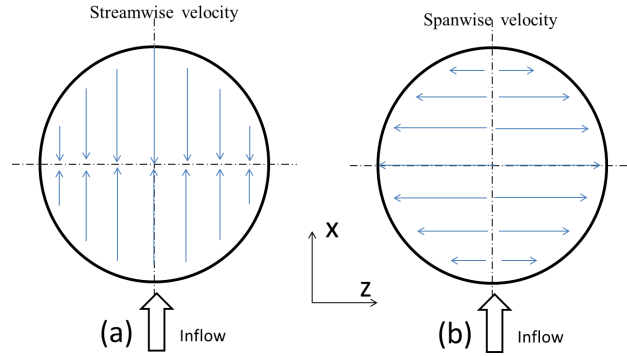 Streamwise velocity
Spanwise velocity
X
Z
(a)
Inflow
(b)
Inflow